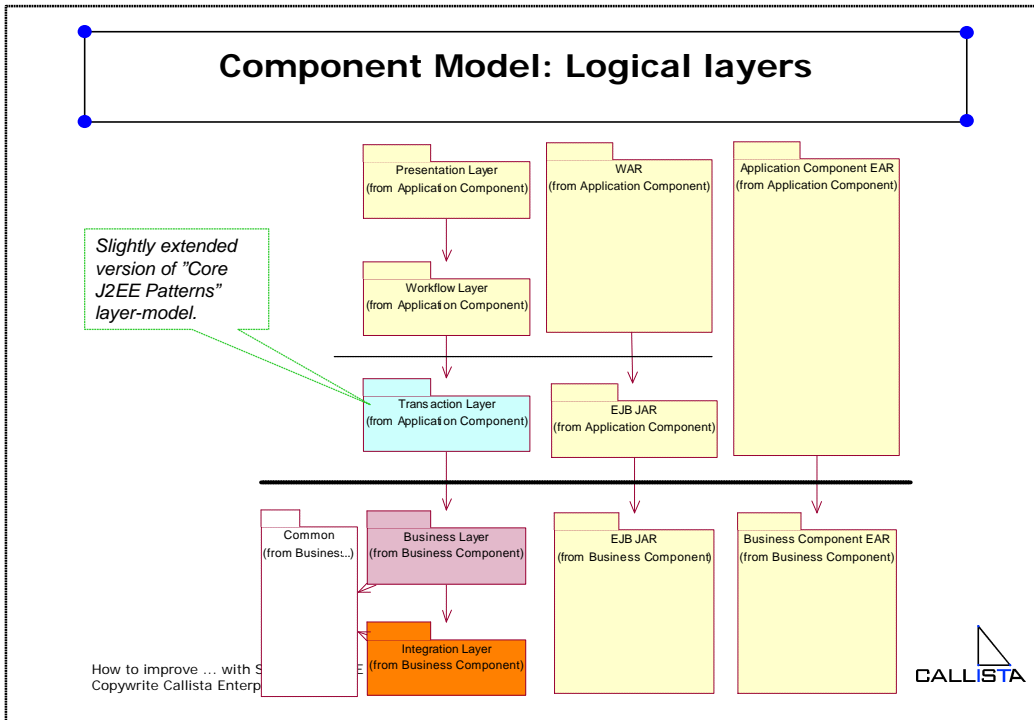 Component Model: Logical layers
Presentation Layer
(from Application Component)
WAR
(from Application Component)
Application Component EAR
(from Application Component)
Slightly extended
version of ”Core
J2EE Patterns”
layer-model.
Workflow Layer
(from Application Component)
Transaction Layer
(from Application Component)
EJB JAR
(from Application Component)
Common
(from Busines...)
Business Layer
(from Business Component)
EJB JAR
(from Business Component)
Business Component EAR
(from Business Component)
Integration Layer
(from Business Component)
How to improve ... with S E
Copywrite Callista Enterp
CALLISTA